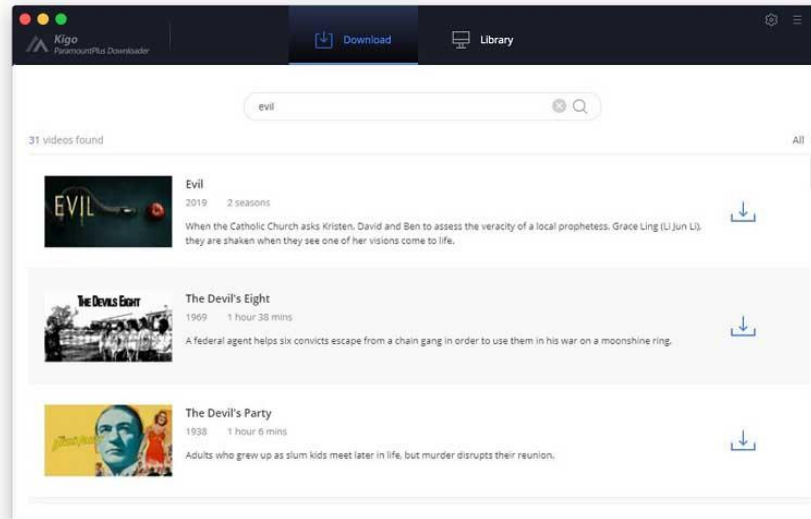 Kigo
ParamountPlus Downloader
Download
Library
evil
31 videos found
All
EVIL
Evil
2019 2 seasons
When the Catholic Church asks Kristen, David and Ben to assess the veracity of a local prophetess, Grace Ling (Li Jun Li),
they are shaken when they see one of her visions come to life.
THE DEVILS EIGHT
The Devil's Eight
1969 1 hour 38 mins
A federal agent helps six convicts escape from a chain gang in order to use them in his war on a moonshine ring.
The Devil's Party
1938 1 hour 6 mins
Adults who grew up as slum kids meet later in life, but murder disrupts their reunion.